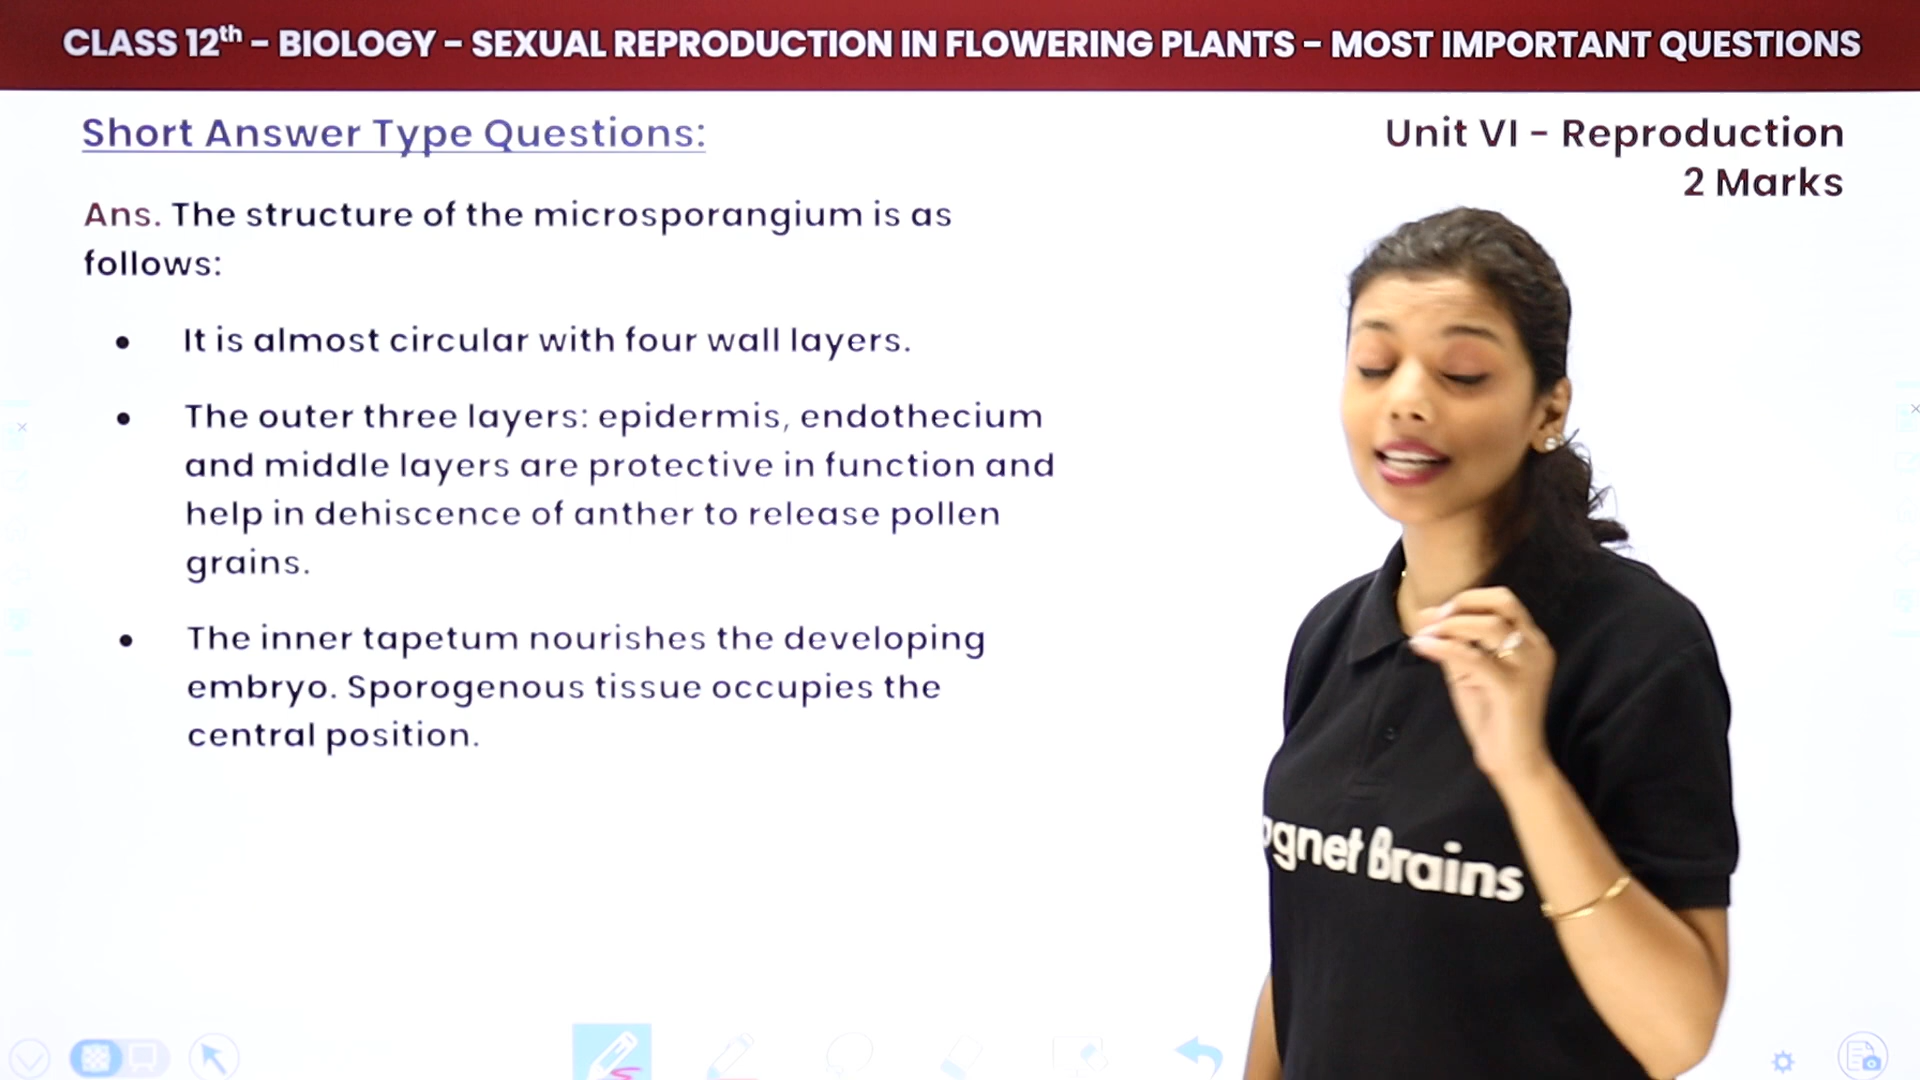 CLASS 12th – BIOLOGY – SEXUAL REPRODUCTION IN FLOWERING PLANTS – MOST IMPORTANT QUESTIONS
Short Answer Type Questions:
Unit VI – Reproduction
2 Marks
Ans. The structure of the microsporangium is as
follows:
• It is almost circular with four wall layers.
• The outer three layers: epidermis, endothecium
and middle layers are protective in function and
help in dehiscence of anther to release pollen
grains.
• The inner tapetum nourishes the developing
embryo. Sporogenous tissue occupies the
central position.
gnet Brains